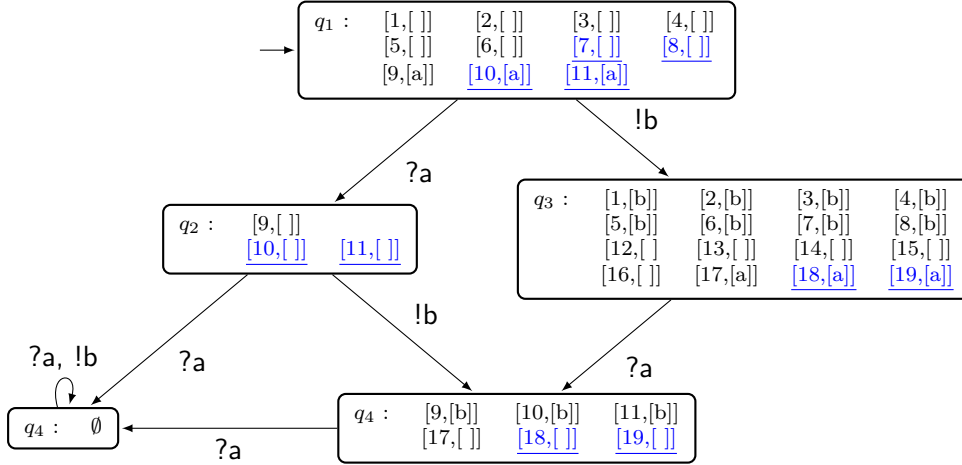 q1 : [1,[ ]] [2,[ ]] [3,[ ]] [4,[ ]]
[5,[ ]] [6,[ ]] [7,[ ]] [8,[ ]]
[9,[a]] [10,[a]] [11,[a]]
!b
?a
q3 : [1,[b]] [2,[b]] [3,[b]] [4,[b]]
[5,[b]] [6,[b]] [7,[b]] [8,[b]]
[12,[ ] [13,[ ]] [14,[ ]] [15,[ ]]
[16,[ ]] [17,[a]] [18,[a]] [19,[a]]
q2 : [9,[ ]]
[10,[ ]] [11,[ ]]
!b
?a
?a
?a, !b
q4 : ∅
?a
q4 : [9,[b]] [10,[b]] [11,[b]]
[17,[ ]] [18,[ ]] [19,[ ]]